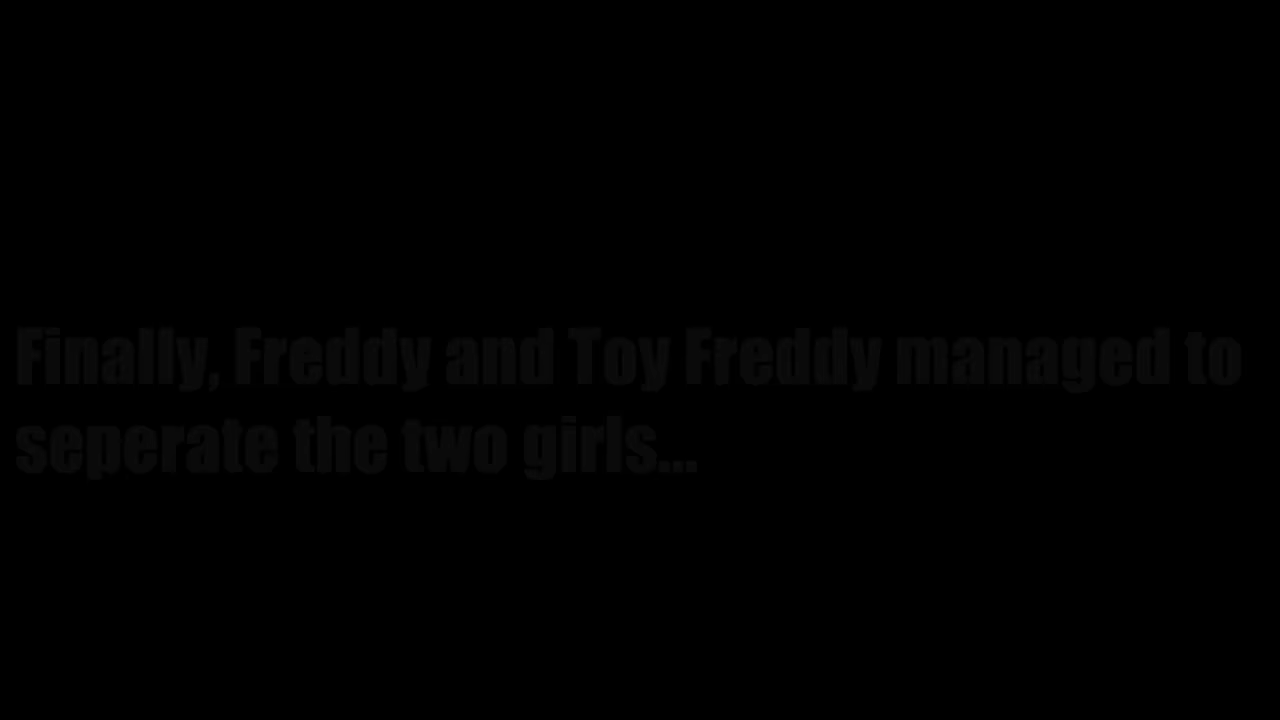 Finally, Freddy and Toy Freddy managed to
seperate the two girls...